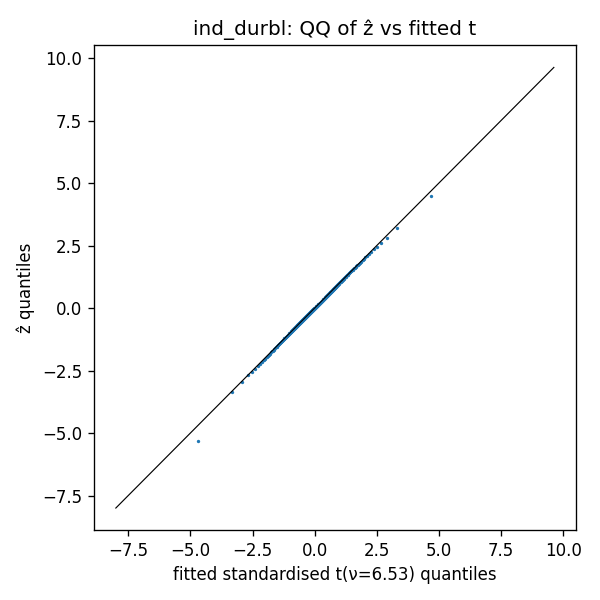 ind_durbl: QQ of ẑ vs fitted t
10.0
7.5
5.0
2.5
0.0
−2.5
−5.0
−7.5
ẑ quantiles
−7.5 −5.0 −2.5 0.0 2.5 5.0 7.5 10.0
fitted standardised t(ν=6.53) quantiles